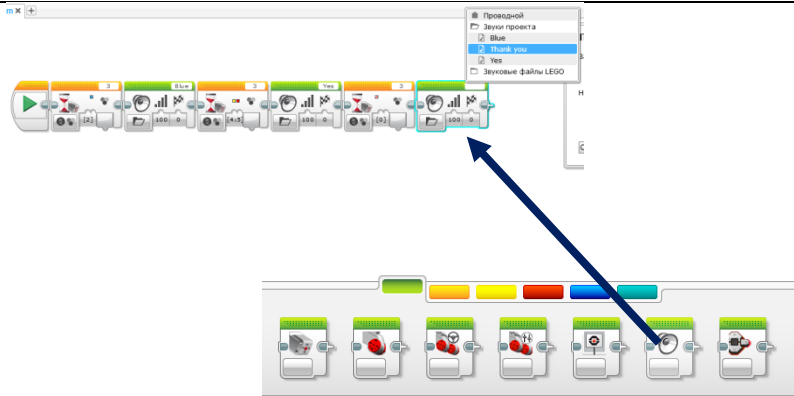 m × +
Проводной
Звуки проекта
Blue
Thank you
Yes
Звуковые файлы LEGO
3 Blue 3 Yes 3
[2] 100 0 [4;5] 100 0 [0] 100 0